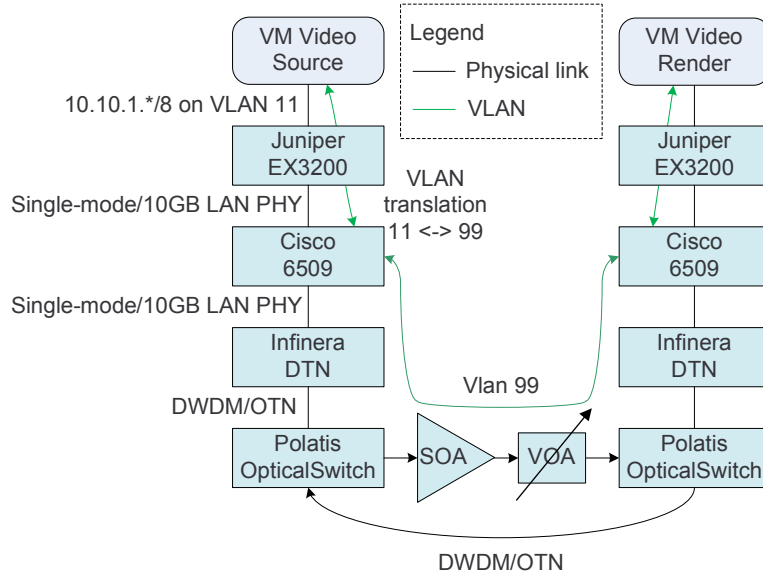 VM Video
Source
Legend
Physical link
VLAN
VM Video
Render
10.10.1.*/8 on VLAN 11
Juniper
EX3200
Juniper
EX3200
Single-mode/10GB LAN PHY
VLAN
translation
11 <-> 99
Cisco
6509
Cisco
6509
Single-mode/10GB LAN PHY
Infinera
DTN
Infinera
DTN
Vlan 99
DWDM/OTN
Polatis
OpticalSwitch
SOA
VOA
Polatis
OpticalSwitch
DWDM/OTN